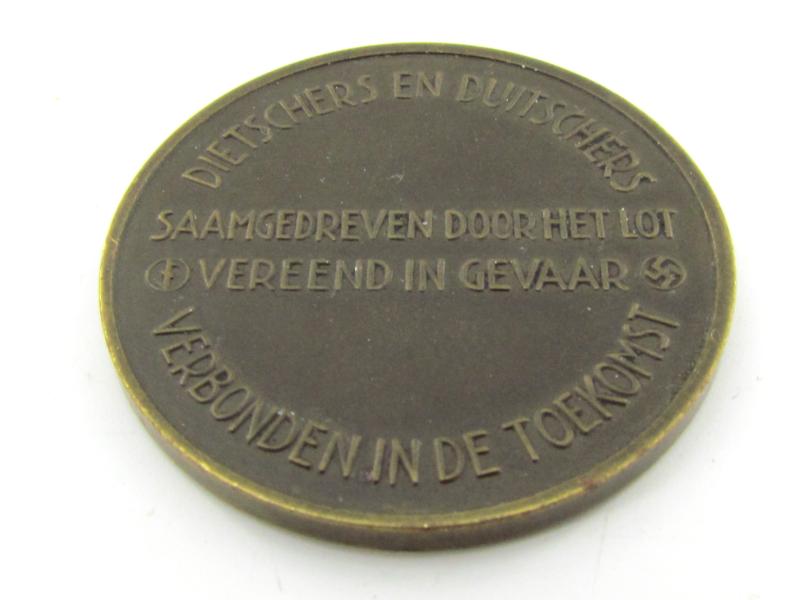 DIETSCHERS EN DUITSCHERS
SAAMGEDREVEN DOOR HET LOT
VEREEND IN GEVAAR
VERBONDEN IN DE TOEKOMST